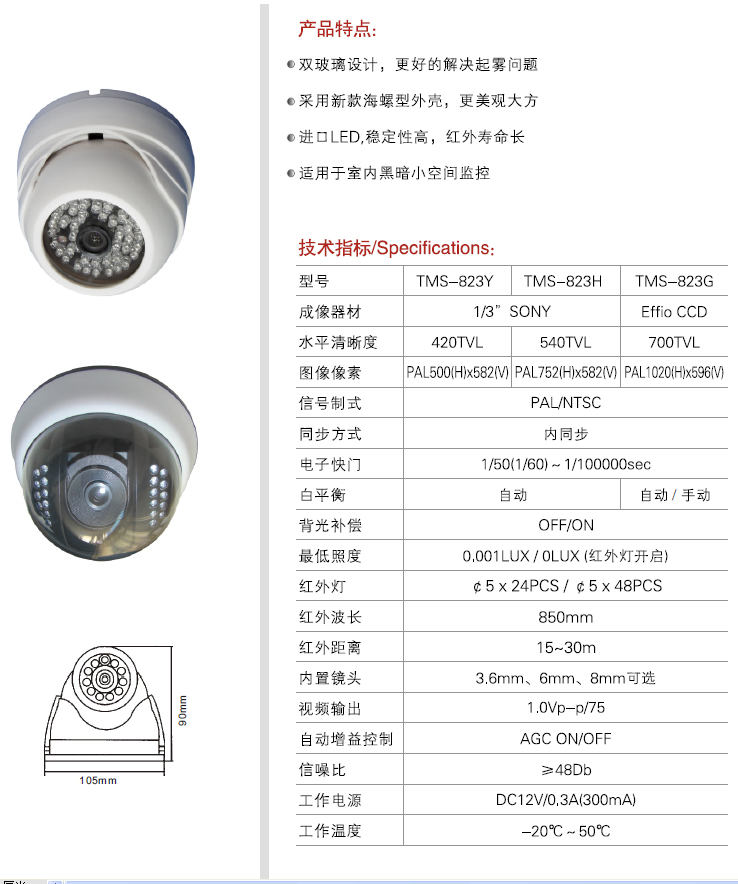 产品特点:
双玻璃设计，更好的解决起雾问题
采用新款海螺型外壳，更美观大方
进口LED,稳定性高，红外寿命长
适用于室内黑暗小空间监控
技术指标/Specifications:
型号 TMS–823Y TMS–823H TMS–823G
成像器材 1/3” SONY Effio CCD
水平清晰度 420TVL 540TVL 700TVL
图像像素 PAL500(H)x582(V) PAL752(H)x582(V) PAL1020(H)x596(V)
信号制式 PAL/NTSC
同步方式 内同步
电子快门 1/50(1/60) ~ 1/100000sec
白平衡 自动 自动 / 手动
背光补偿 OFF/ON
最低照度 0.001LUX / 0LUX (红外灯开启)
红外灯 ¢5 x 24PCS / ¢5 x 48PCS
红外波长 850mm
红外距离 15~30m
内置镜头 3.6mm、6mm、8mm可选
视频输出 1.0Vp–p/75
自动增益控制 AGC ON/OFF
信噪比 ≥48Db
工作电源 DC12V/0.3A(300mA)
工作温度 –20℃ ~ 50℃
90mm
105mm